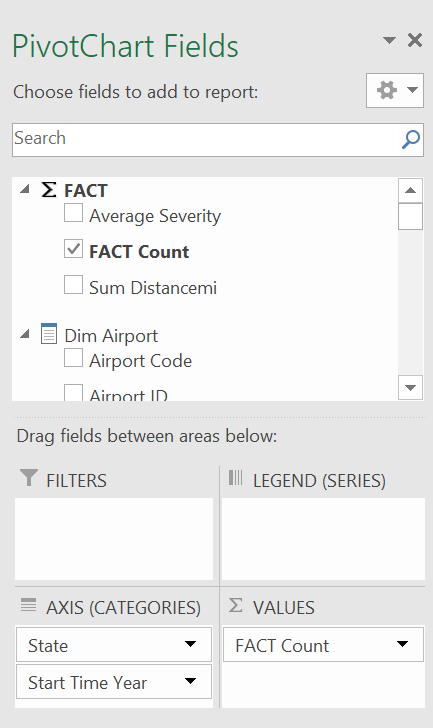 PivotChart Fields
Choose fields to add to report:
Search
Σ FACT
Average Severity
FACT Count
Sum Distancemi
Dim Airport
Airport Code
Airport ID
Drag fields between areas below:
FILTERS
LEGEND (SERIES)
AXIS (CATEGORIES)
Σ VALUES
State
FACT Count
Start Time Year